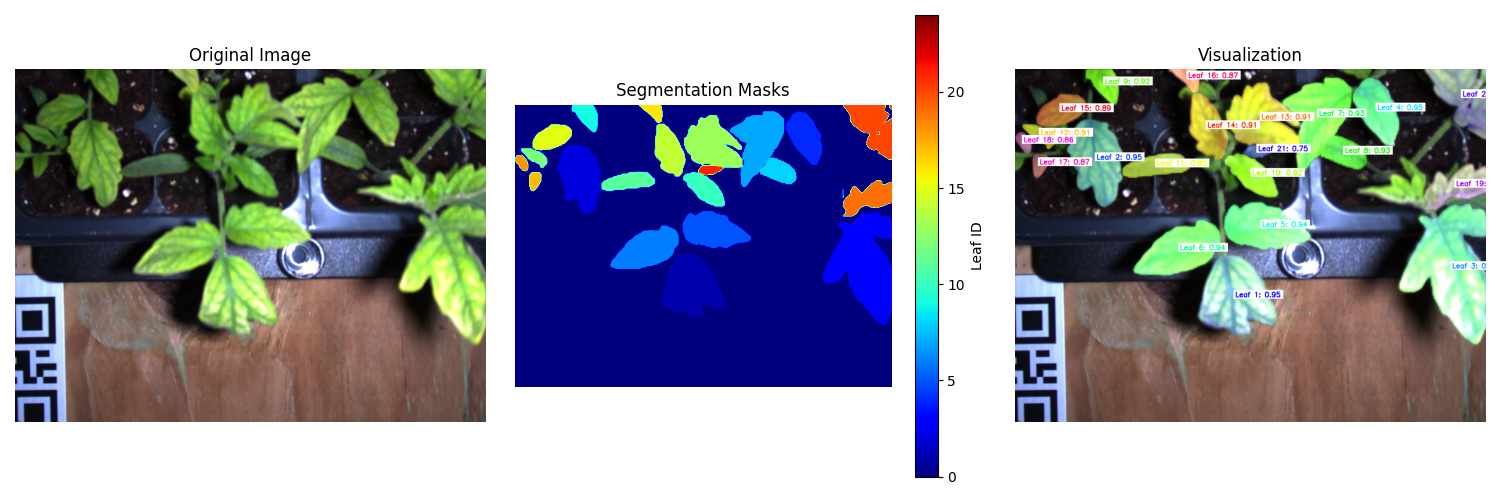 Original Image
Segmentation Masks
Visualization
20
15
10
5
0
Leaf ID
Leaf 16: 0.87
Leaf 9: 0.92
Leaf 2
Leaf 15: 0.89
Leaf 4: 0.95
Leaf 7: 0.93
Leaf 13: 0.91
Leaf 14: 0.91
Leaf 12: 0.91
Leaf 18: 0.86
Leaf 21: 0.75
Leaf 8: 0.93
Leaf 2: 0.95
Leaf 17: 0.87
Leaf 10: 0.92
Leaf 19:
Leaf 5: 0.94
Leaf 6: 0.94
Leaf 3: 0
Leaf 1: 0.95